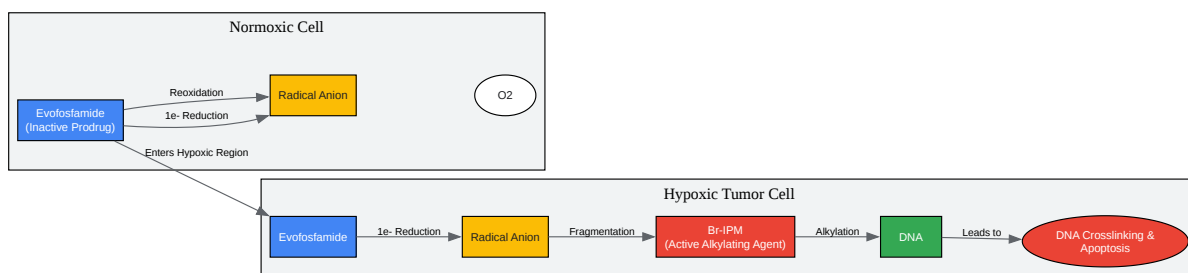 Normoxic Cell
Reoxidation
Radical Anion
O2
Evofosfamide
(Inactive Prodrug)
1e- Reduction
Enters Hypoxic Region
Hypoxic Tumor Cell
Evofosfamide
1e- Reduction
Radical Anion
Fragmentation
Br-IPM
(Active Alkylating Agent)
Alkylation
DNA
Leads to
DNA Crosslinking &
Apoptosis